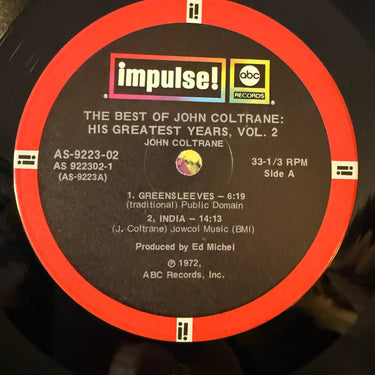 impulse!
abc
RECORDS
THE BEST OF JOHN COLTRANE:
HIS GREATEST YEARS, VOL. 2
JOHN COLTRANE
AS-9223-02
AS 922302-1
(AS-9223A)
33-1/3 RPM
Side A
1. GREENSLEEVES – 6:19
(traditional) Public Domain
2. INDIA – 14:13
(J. Coltrane) Jowcol Music (BMI)
Produced by Ed Michel
℗ 1972,
ABC Records, Inc.